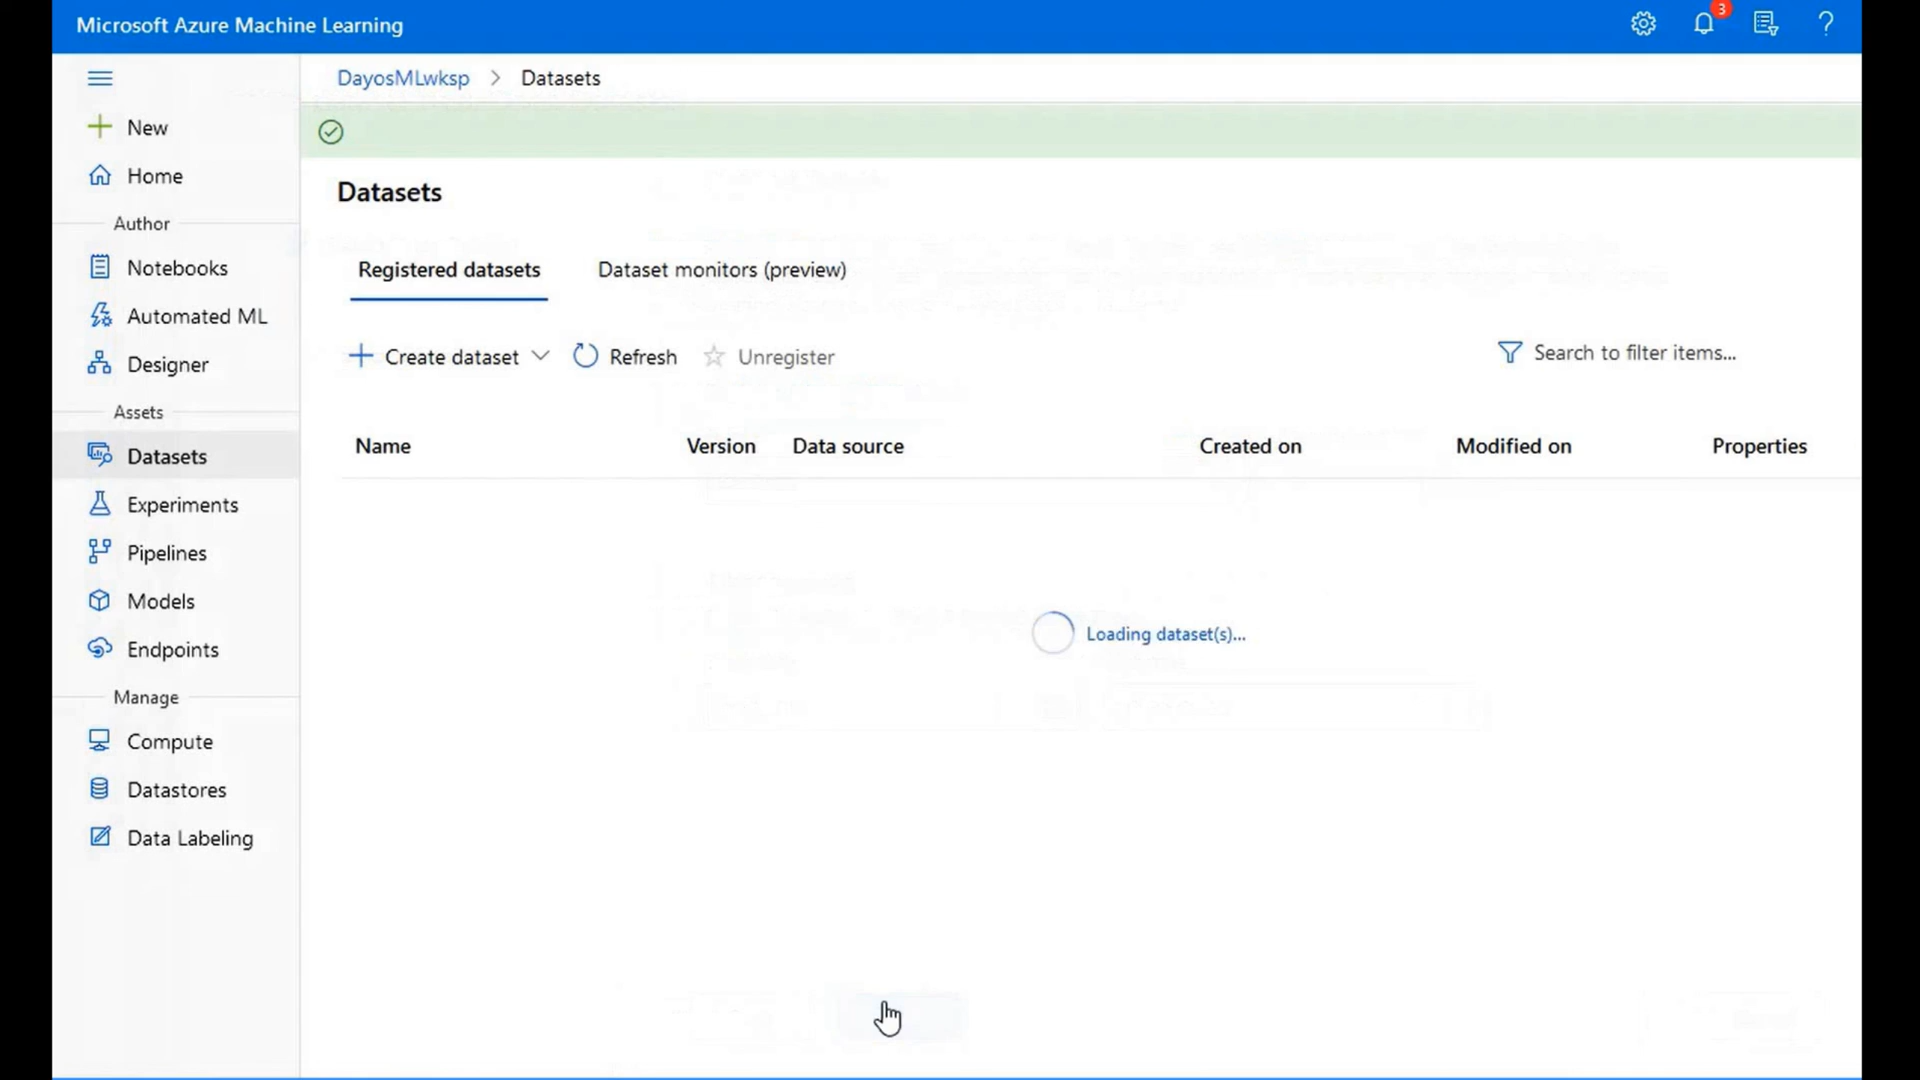 Microsoft Azure Machine Learning
3
DayosMLwksp > Datasets
New
Home
Author
Notebooks
Automated ML
Designer
Assets
Datasets
Experiments
Pipelines
Models
Endpoints
Manage
Compute
Datastores
Data Labeling
Datasets
Registered datasets Dataset monitors (preview)
Create dataset Refresh Unregister Search to filter items...
Name Version Data source Created on Modified on Properties
Loading dataset(s)...